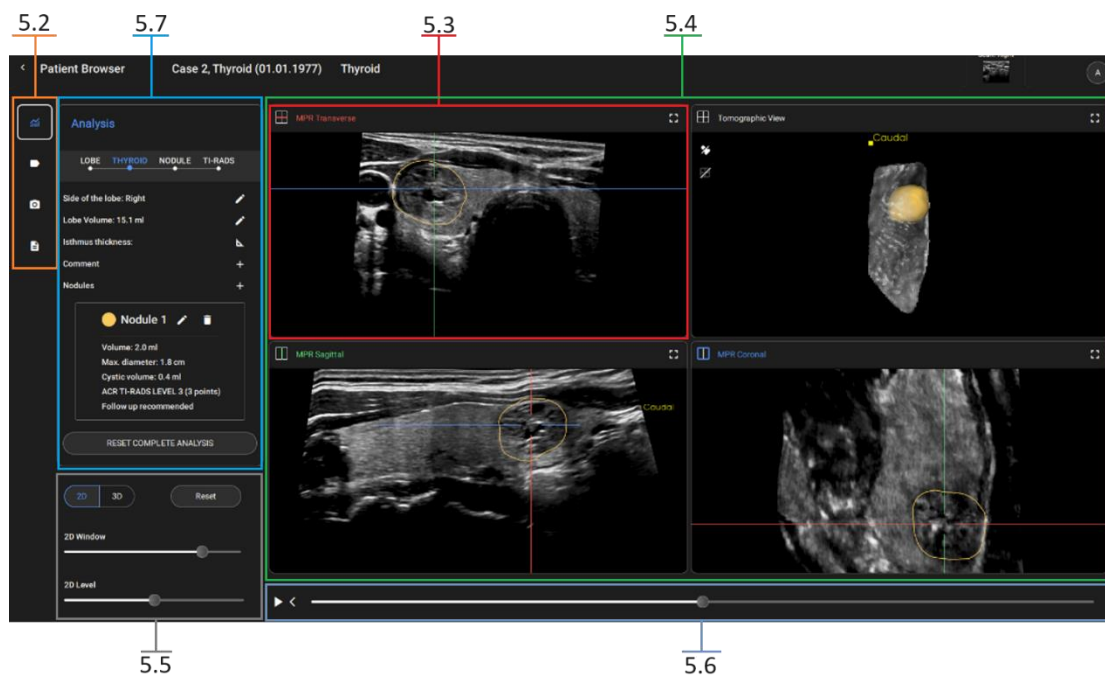 5.2
5.7
5.3
5.4
Patient Browser Case 2, Thyroid (01.01.1977) Thyroid
A
Analysis
LOBE THYROID NODULE TI-RADS
Side of the lobe: Right
Lobe Volume: 15.1 ml
Isthmus thickness:
Comment
Nodules
Nodule 1
Volume: 2.0 ml
Max. diameter: 1.8 cm
Cystic volume: 0.4 ml
ACR TI-RADS LEVEL 3 (3 points)
Follow up recommended
RESET COMPLETE ANALYSIS
2D 3D Reset
2D Window
2D Level
MPR Transverse
Tomographic View
Caudal
MPR Sagittal
Caudal
MPR Coronal
5.5
5.6